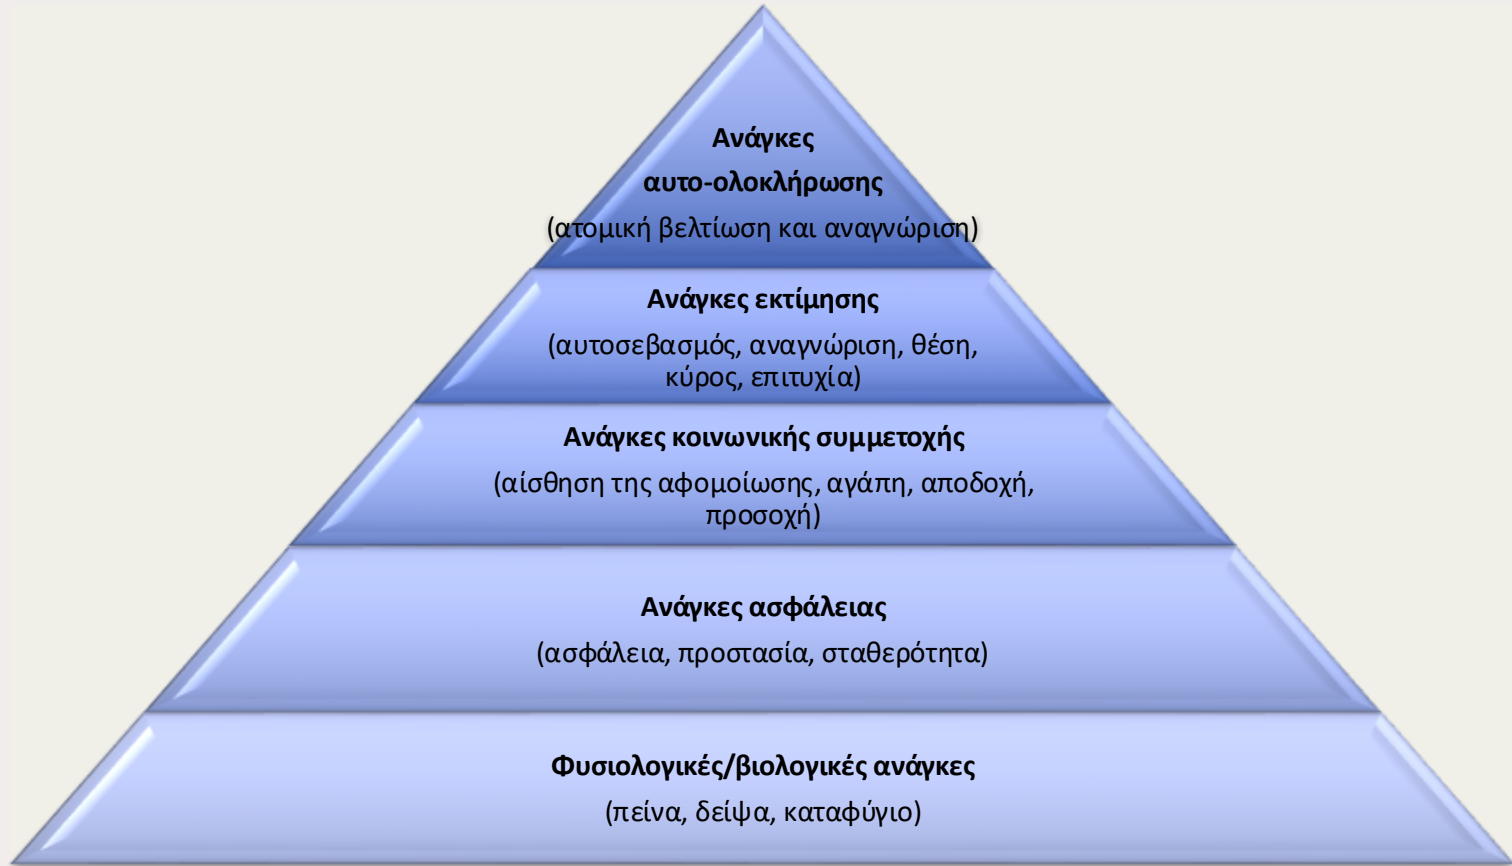 Ανάγκες
αυτο-ολοκλήρωσης
(ατομική βελτίωση και αναγνώριση)
Ανάγκες εκτίμησης
(αυτοσεβασμός, αναγνώριση, θέση,
κύρος, επιτυχία)
Ανάγκες κοινωνικής συμμετοχής
(αίσθηση της αφομοίωσης, αγάπη, αποδοχή,
προσοχή)
Ανάγκες ασφάλειας
(ασφάλεια, προστασία, σταθερότητα)
Φυσιολογικές/βιολογικές ανάγκες
(πείνα, δείψα, καταφύγιο)